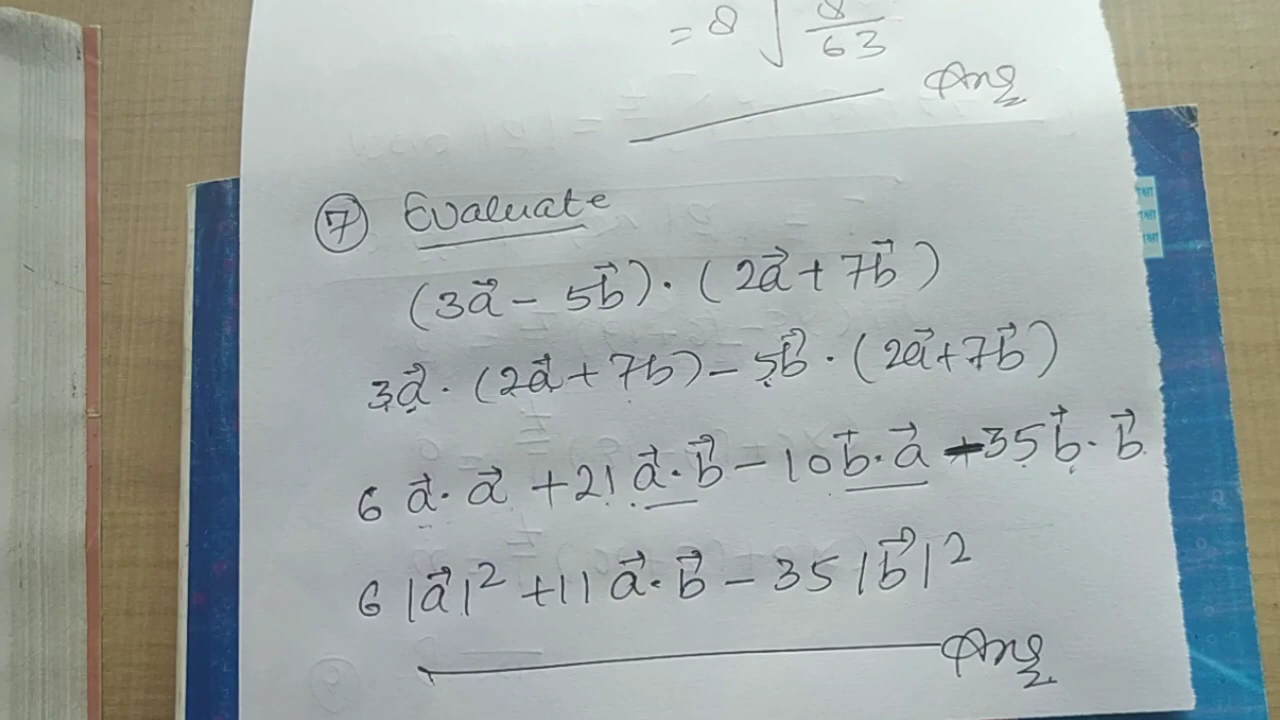 = 8 √ 8/63
Ans
⑦ Evaluate
(3a⃗ − 5b⃗) · (2a⃗ + 7b⃗)
3a⃗ · (2a⃗ + 7b) − 5b⃗ · (2a⃗ + 7b⃗)
6 a⃗ · a⃗ + 21 a⃗ · b⃗ − 10 b⃗ · a⃗ − 35 b⃗ · b⃗
6 |a⃗|² + 11 a⃗ · b⃗ − 35 |b⃗|²
Ans